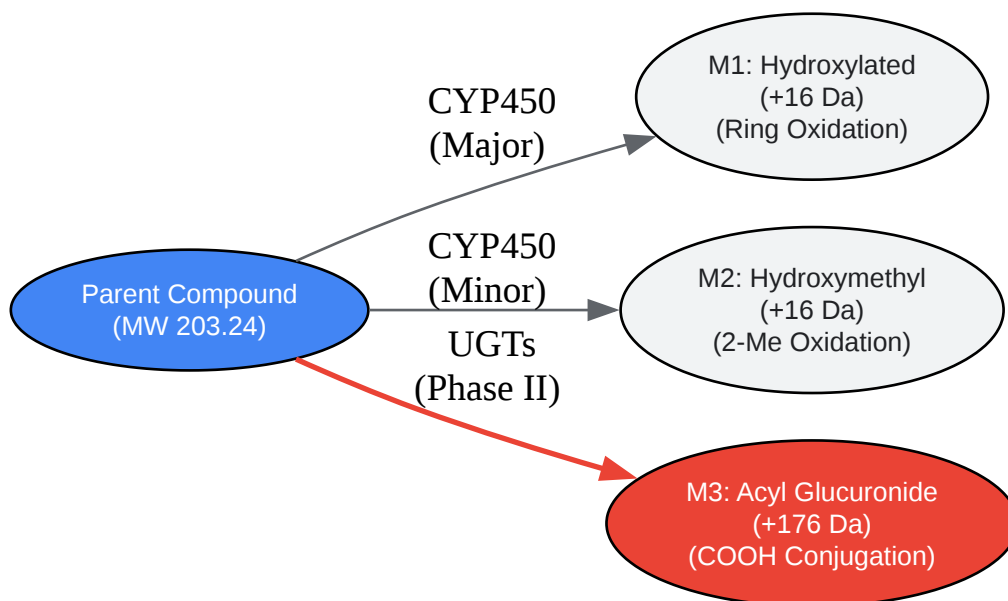 CYP450
(Major)
M1: Hydroxylated
(+16 Da)
(Ring Oxidation)
Parent Compound
(MW 203.24)
CYP450
(Minor)
M2: Hydroxymethyl
(+16 Da)
(2-Me Oxidation)
UGTs
(Phase II)
M3: Acyl Glucuronide
(+176 Da)
(COOH Conjugation)